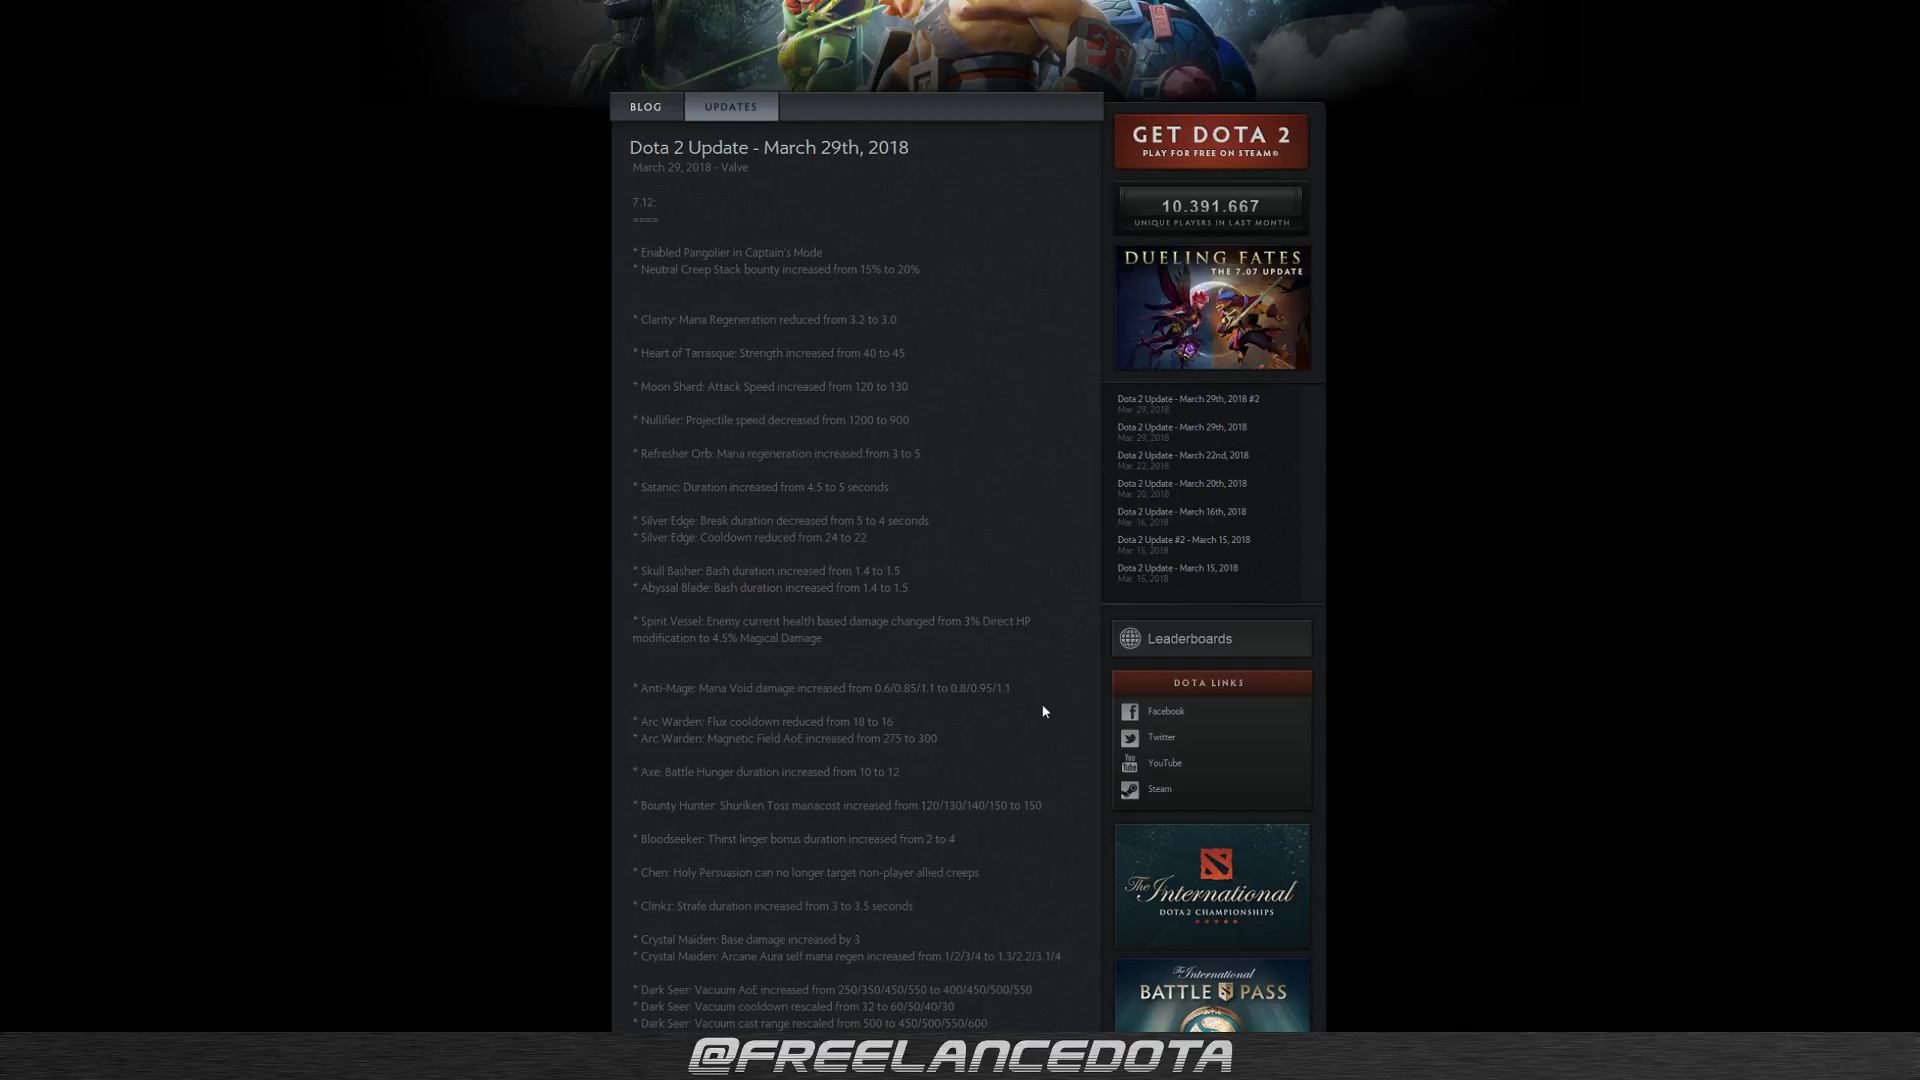 BLOG
UPDATES
Dota 2 Update - March 29th, 2018
March 29, 2018 - Valve
7.12:
====
* Enabled Pangolier in Captain's Mode
* Neutral Creep Stack bounty increased from 15% to 20%
* Clarity: Mana Regeneration reduced from 3.2 to 3.0
* Heart of Tarrasque: Strength increased from 40 to 45
* Moon Shard: Attack Speed increased from 120 to 130
* Nullifier: Projectile speed decreased from 1200 to 900
* Refresher Orb: Mana regeneration increased from 3 to 5
* Satanic: Duration increased from 4.5 to 5 seconds
* Silver Edge: Break duration decreased from 5 to 4 seconds
* Silver Edge: Cooldown reduced from 24 to 22
* Skull Basher: Bash duration increased from 1.4 to 1.5
* Abyssal Blade: Bash duration increased from 1.4 to 1.5
* Spirit Vessel: Enemy current health based damage changed from 3% Direct HP
modification to 4.5% Magical Damage
* Anti-Mage: Mana Void damage increased from 0.6/0.85/1.1 to 0.8/0.95/1.1
* Arc Warden: Flux cooldown reduced from 18 to 16
* Arc Warden: Magnetic Field AoE increased from 275 to 300
* Axe: Battle Hunger duration increased from 10 to 12
* Bounty Hunter: Shuriken Toss manacost increased from 120/130/140/150 to 150
* Bloodseeker: Thirst linger bonus duration increased from 2 to 4
* Chen: Holy Persuasion can no longer target non-player allied creeps
* Clinkz: Strafe duration increased from 3 to 3.5 seconds
* Crystal Maiden: Base damage increased by 3
* Crystal Maiden: Arcane Aura self mana regen increased from 1/2/3/4 to 1.3/2.2/3.1/4
* Dark Seer: Vacuum AoE increased from 250/350/450/550 to 400/450/500/550
* Dark Seer: Vacuum cooldown rescaled from 32 to 60/50/40/30
* Dark Seer: Vacuum cast range rescaled from 500 to 450/500/550/600
GET DOTA 2
PLAY FOR FREE ON STEAM®
10.391.667
UNIQUE PLAYERS IN LAST MONTH
DUELING FATES
THE 7.07 UPDATE
Dota 2 Update - March 29th, 2018 #2
Mar. 29, 2018
Dota 2 Update - March 29th, 2018
Mar. 29, 2018
Dota 2 Update - March 22nd, 2018
Mar. 22, 2018
Dota 2 Update - March 20th, 2018
Mar. 20, 2018
Dota 2 Update - March 16th, 2018
Mar. 16, 2018
Dota 2 Update #2 - March 15, 2018
Mar. 15, 2018
Dota 2 Update - March 15, 2018
Mar. 15, 2018
Leaderboards
DOTA LINKS
Facebook
Twitter
You Tube YouTube
Steam
The International
DOTA 2 CHAMPIONSHIPS
The International
BATTLE PASS
@FREELANCEDOTA